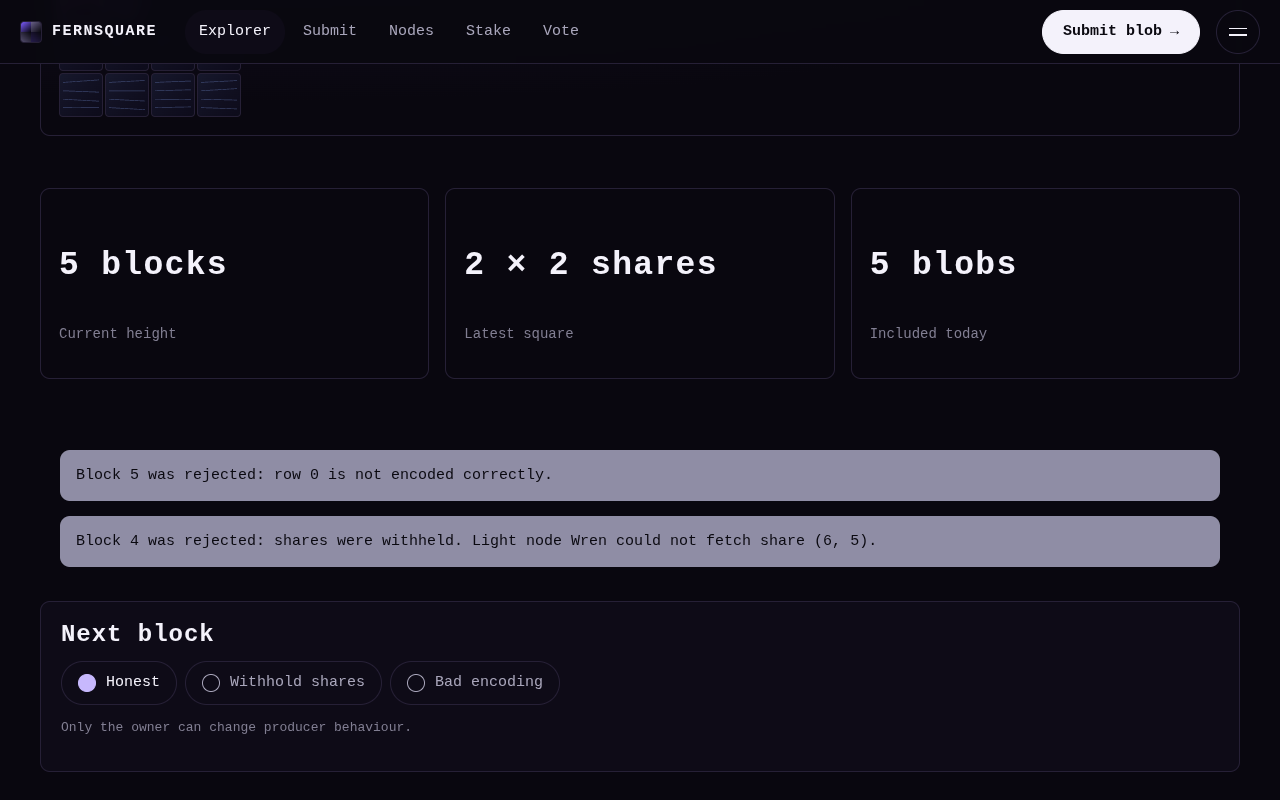 FERNSQUARE Explorer Submit Nodes Stake Vote Submit blob →
5 blocks 2 × 2 shares 5 blobs
Current height Latest square Included today
Block 5 was rejected: row 0 is not encoded correctly.
Block 4 was rejected: shares were withheld. Light node Wren could not fetch share (6, 5).
Next block
Honest Withhold shares Bad encoding
Only the owner can change producer behaviour.